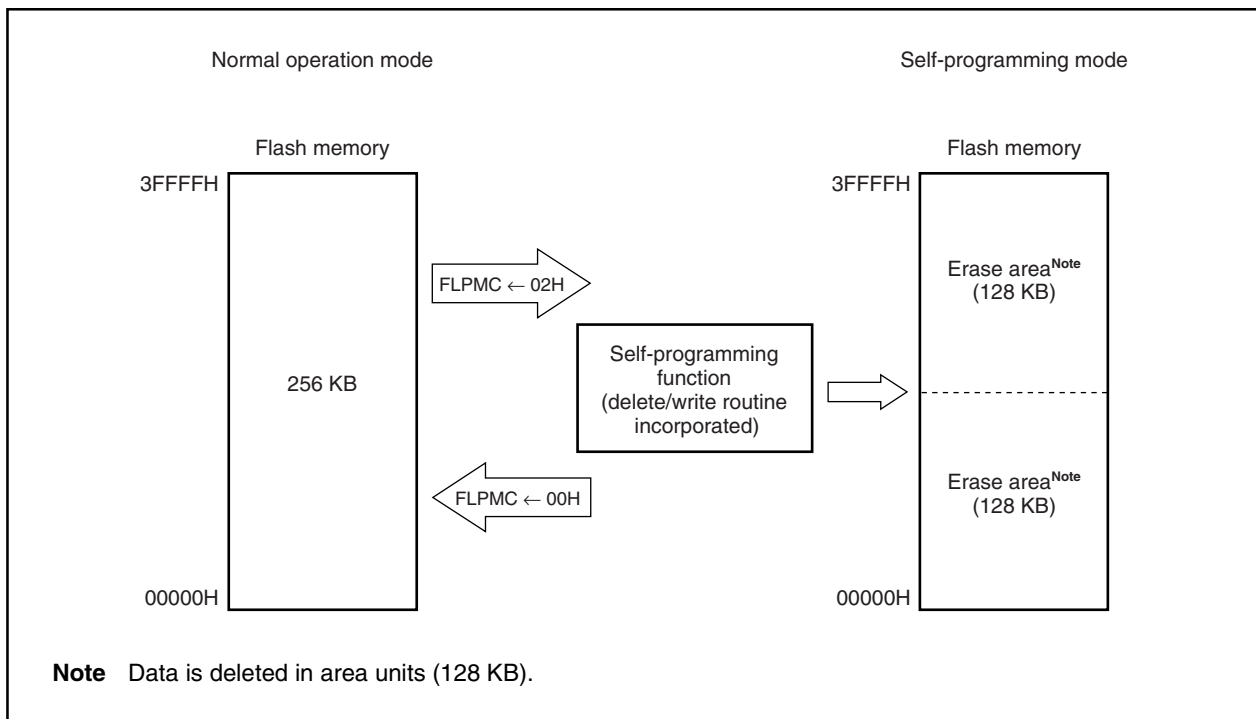 Normal operation mode
Self-programming mode
Flash memory
3FFFFH
256 KB
00000H
FLPMC ← 02H
FLPMC ← 00H
Self-programming
function
(delete/write routine
incorporated)
Flash memory
3FFFFH
Erase areaNote
(128 KB)
Erase areaNote
(128 KB)
00000H
Note Data is deleted in area units (128 KB).